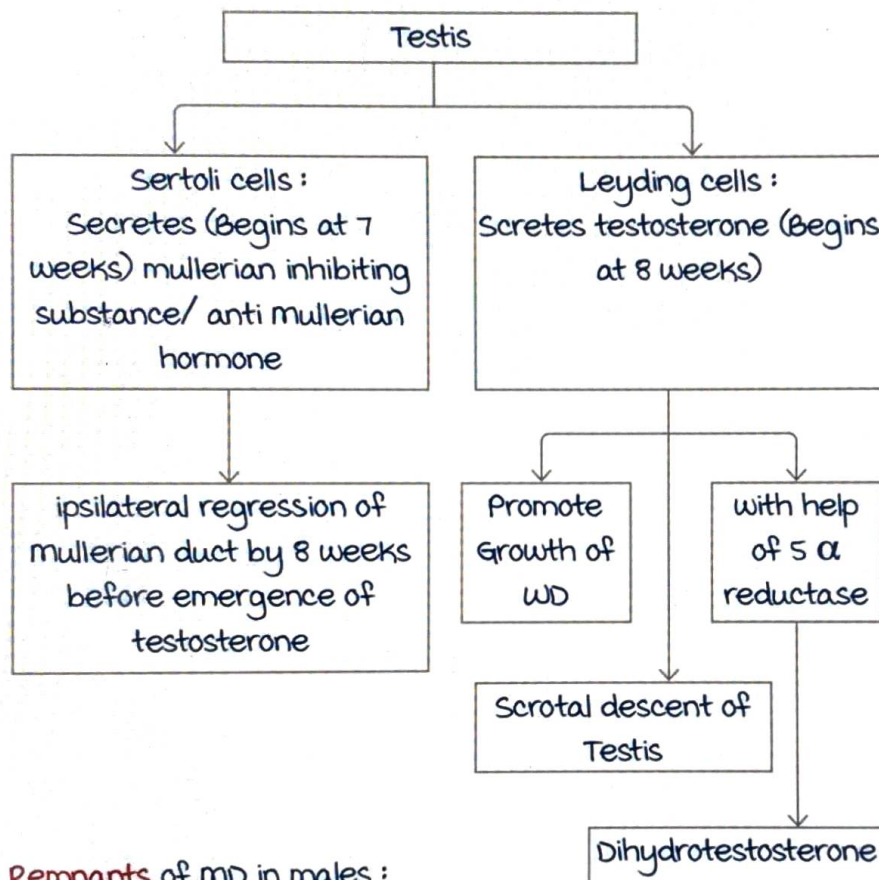 Testis
Sertoli cells :
Secretes (Begins at 7
weeks) mullerian inhibiting
substance/ anti mullerian
hormone
Leyding cells :
Scretes testosterone (Begins
at 8 weeks)
ipsilateral regression of
mullerian duct by 8 weeks
before emergence of
testosterone
Promote
Growth of
WD
with help
of 5 α
reductase
Scrotal descent of
Testis
Dihydrotestosterone
Remnants of MD in males :